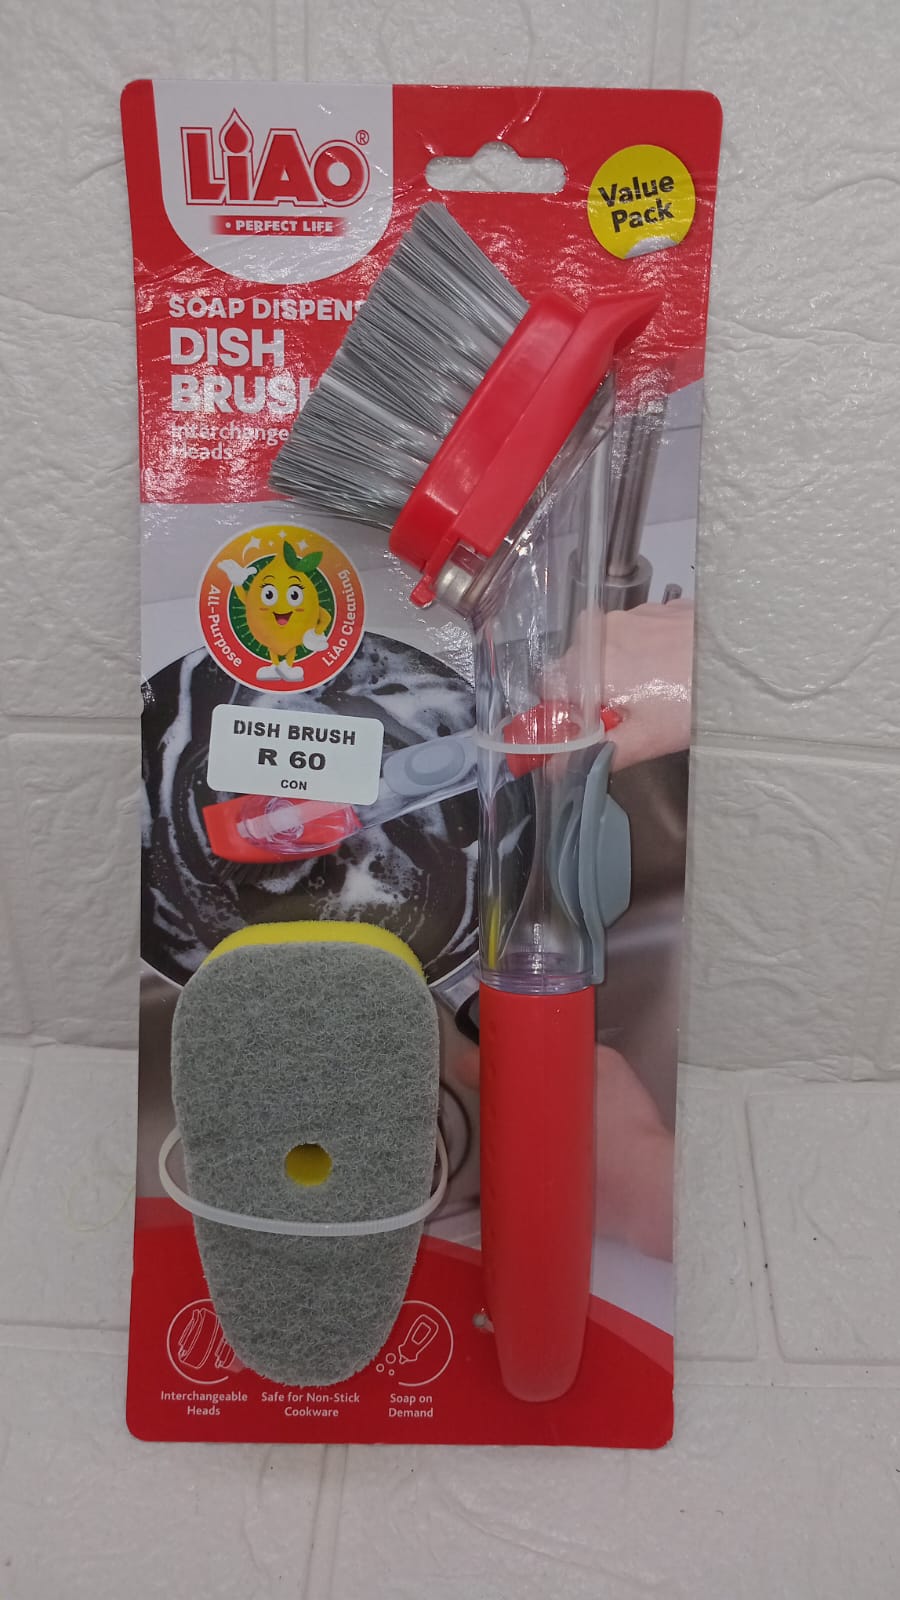 LiAo®
• PERFECT LIFE
Value
Pack
SOAP DISPENS
DISH
BRUSH
Interchange
Heads
All-Purpose
LiAo Cleaning
DISH BRUSH
R 60
CON
Interchangeable
Heads
Safe for Non-Stick
Cookware
Soap on
Demand